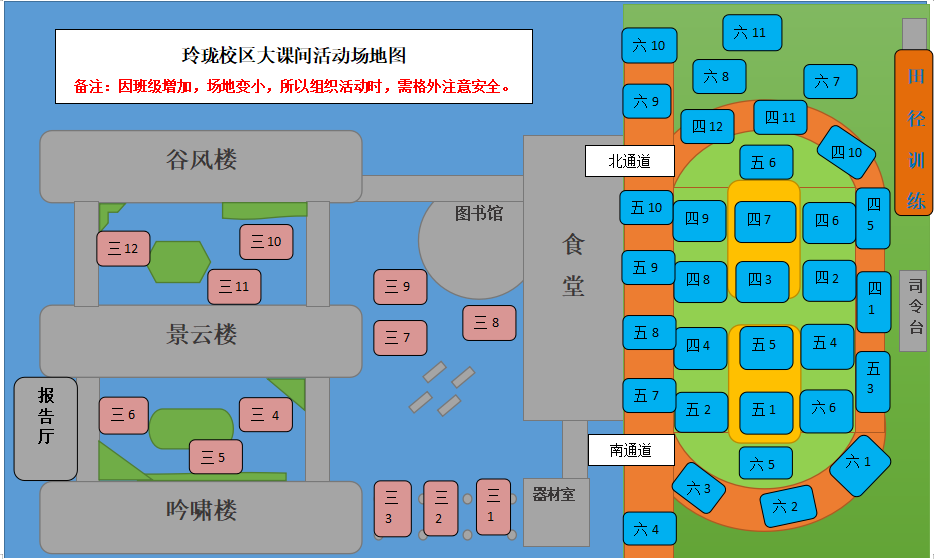 玲珑校区大课间活动场地图
备注：因班级增加，场地变小，所以组织活动时，需格外注意安全。
六 10
六 11
六 8
六 7
六 9
田径训练
四 12
四 11
四 10
谷风楼
北通道
五 6
图书馆
五 10
四 9
四 7
四 6
四 5
三 12
三 10
三 11
食堂
三 9
三 8
三 7
五 9
四 8
四 3
四 2
四 1
司令台
景云楼
五 8
四 4
五 5
五 4
五 3
报告厅
三 6
三 4
三 5
五 7
五 2
五 1
六 6
南通道
六 5
六 1
六 3
六 2
吟啸楼
三 3
三 2
三 1
器材室
六 4